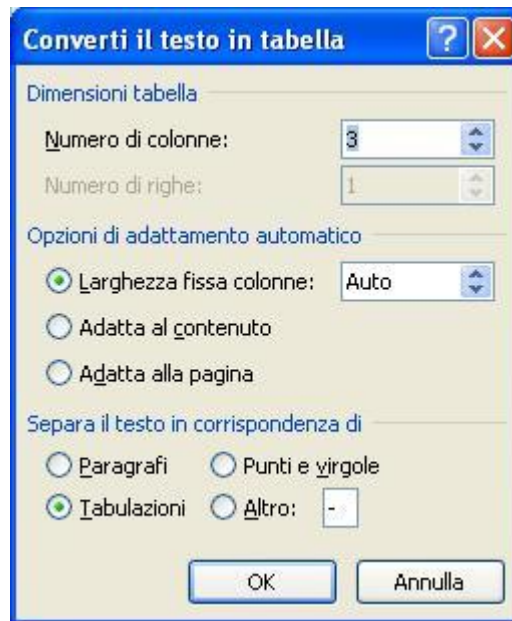 Converti il testo in tabella ?
Dimensioni tabella
Numero di colonne: 3
Numero di righe: 1
Opzioni di adattamento automatico
Larghezza fissa colonne: Auto
Adatta al contenuto
Adatta alla pagina
Separa il testo in corrispondenza di
Paragrafi Punti e virgole
Tabulazioni Altro: -
OK Annulla